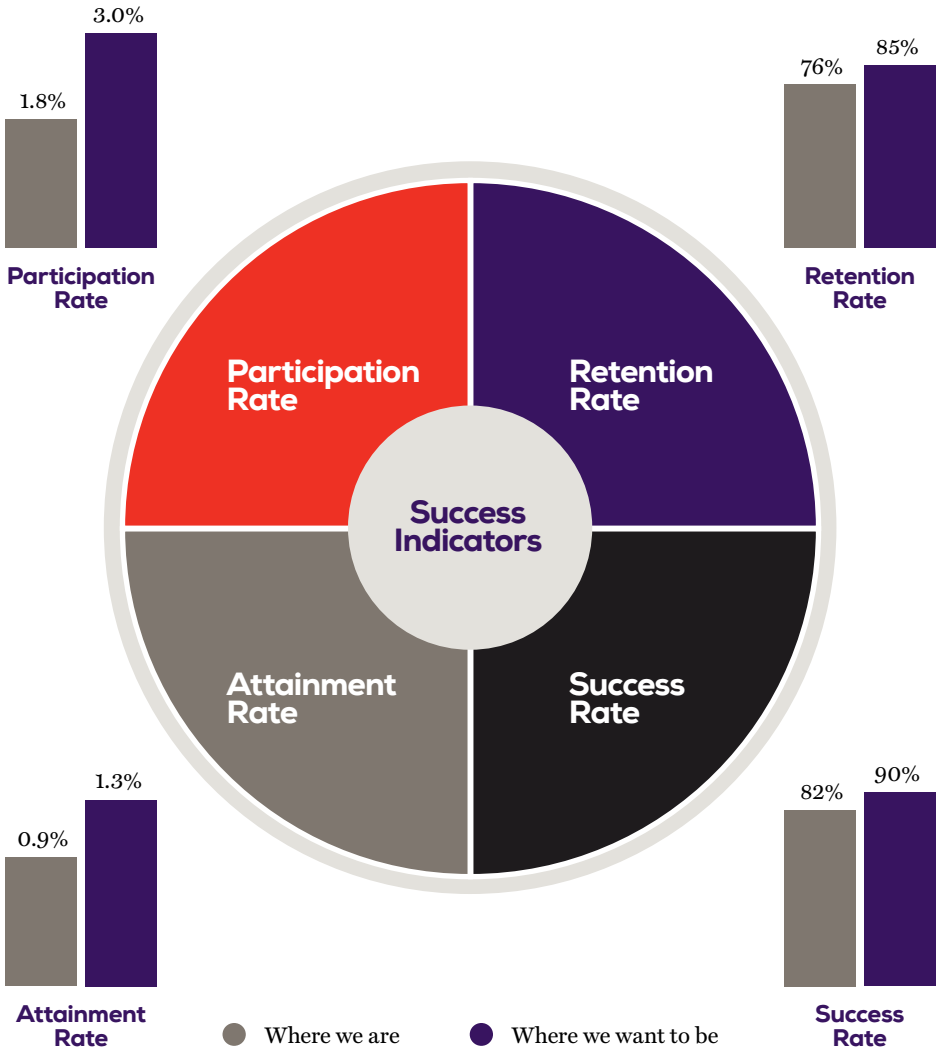 3.0%
1.8%
Participation
Rate
85%
76%
Retention
Rate
Participation
Rate
Retention
Rate
Success
Indicators
Attainment
Rate
Success
Rate
1.3%
0.9%
Attainment
Rate
90%
82%
Success
Rate
Where we are
Where we want to be